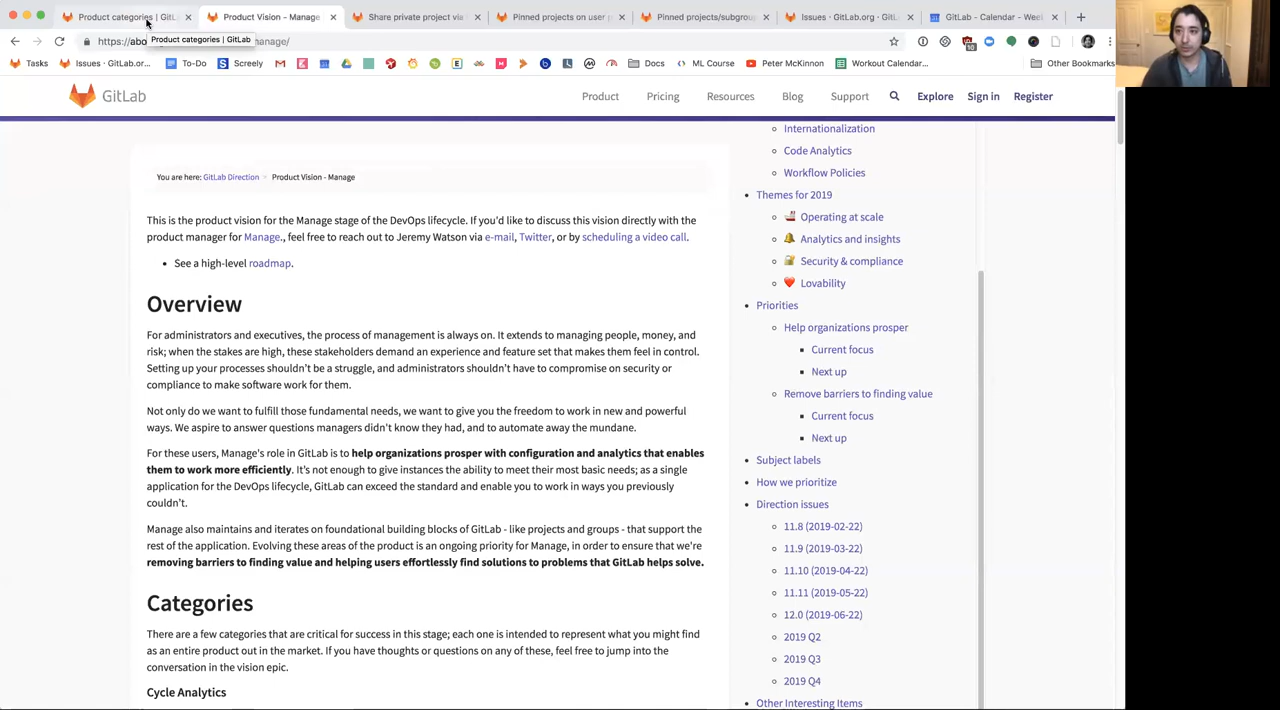 Product categories | GitL
Product Vision - Manage
Share private project via
Pinned projects on user p
Pinned projects/subgroup
Issues · GitLab.org · GitL
GitLab - Calendar - Wee
Product categories | GitLab
https://abo
anage/
10
Tasks
Issues · GitLab.or...
To-Do
Screely
Docs
ML Course
Peter McKinnon
Workout Calendar...
Other Bookmarks
GitLab
Product
Pricing
Resources
Blog
Support
Explore
Sign in
Register
You are here: GitLab Direction > Product Vision - Manage
This is the product vision for the Manage stage of the DevOps lifecycle. If you'd like to discuss this vision directly with the
product manager for Manage., feel free to reach out to Jeremy Watson via e-mail, Twitter, or by scheduling a video call.
See a high-level roadmap.
Overview
For administrators and executives, the process of management is always on. It extends to managing people, money, and
risk; when the stakes are high, these stakeholders demand an experience and feature set that makes them feel in control.
Setting up your processes shouldn't be a struggle, and administrators shouldn't have to compromise on security or
compliance to make software work for them.
Not only do we want to fulfill those fundamental needs, we want to give you the freedom to work in new and powerful
ways. We aspire to answer questions managers didn't know they had, and to automate away the mundane.
For these users, Manage's role in GitLab is to help organizations prosper with configuration and analytics that enables
them to work more efficiently. It's not enough to give instances the ability to meet their most basic needs; as a single
application for the DevOps lifecycle, GitLab can exceed the standard and enable you to work in ways you previously
couldn't.
Manage also maintains and iterates on foundational building blocks of GitLab - like projects and groups - that support the
rest of the application. Evolving these areas of the product is an ongoing priority for Manage, in order to ensure that we're
removing barriers to finding value and helping users effortlessly find solutions to problems that GitLab helps solve.
Categories
There are a few categories that are critical for success in this stage; each one is intended to represent what you might find
as an entire product out in the market. If you have thoughts or questions on any of these, feel free to jump into the
conversation in the vision epic.
Cycle Analytics
Internationalization
Code Analytics
Workflow Policies
Themes for 2019
Operating at scale
Analytics and insights
Security & compliance
Lovability
Priorities
Help organizations prosper
Current focus
Next up
Remove barriers to finding value
Current focus
Next up
Subject labels
How we prioritize
Direction issues
11.8 (2019-02-22)
11.9 (2019-03-22)
11.10 (2019-04-22)
11.11 (2019-05-22)
12.0 (2019-06-22)
2019 Q2
2019 Q3
2019 Q4
Other Interesting Items